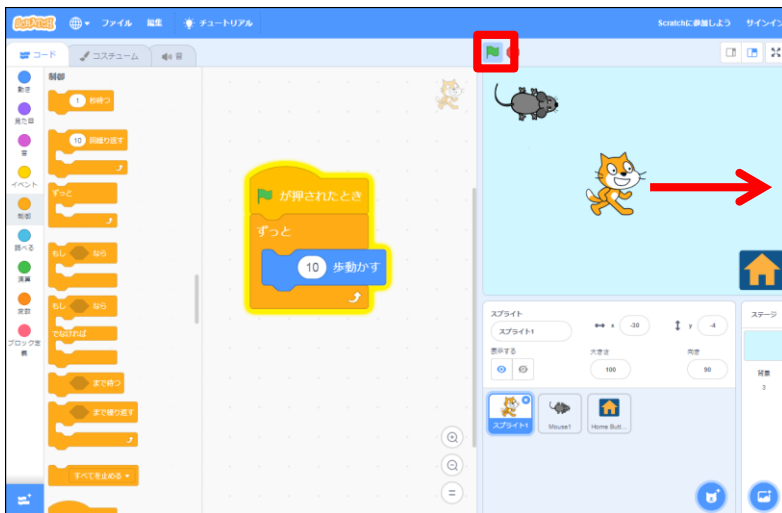 SCRATCH ファイル 編集 チュートリアル Scratchに参加しよう サインイン
コード コスチューム 音
動き
見た目
音
イベント
制御
調べる
演算
変数
ブロック定
義
制御
1 秒待つ
10 回繰り返す
ずっと
もし なら
もし なら
でなければ
まで待つ
まで繰り返す
すべてを止める
が押されたとき
ずっと
10 歩動かす
スプライト
スプライト1 x -30 y -4
表示する 大きさ 向き
100 90
スプライト1 Mouse1 Home Butt...
ステージ
背景
3